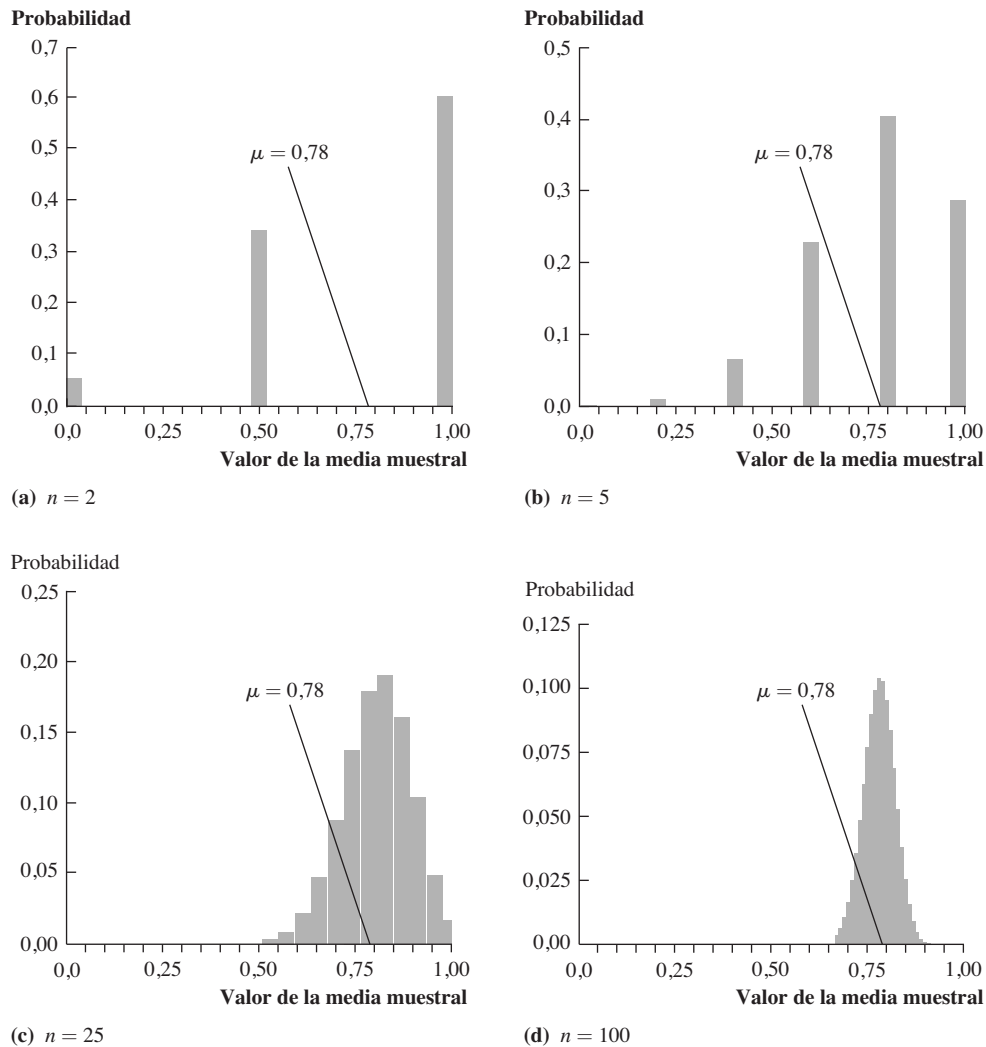 Probabilidad
0,7
0,6
0,5
0,4
0,3
0,2
0,1
0,0
μ = 0,78
0,0 0,25 0,50 0,75 1,00
Valor de la media muestral
(a) n = 2
Probabilidad
0,5
0,4
0,3
0,2
0,1
0,0
μ = 0,78
0,0 0,25 0,50 0,75 1,00
Valor de la media muestral
(b) n = 5
Probabilidad
0,25
0,20
0,15
0,10
0,05
0,00
μ = 0,78
0,0 0,25 0,50 0,75 1,00
Valor de la media muestral
(c) n = 25
Probabilidad
0,125
0,100
0,075
0,050
0,025
0,00
μ = 0,78
0,0 0,25 0,50 0,75 1,00
Valor de la media muestral
(d) n = 100